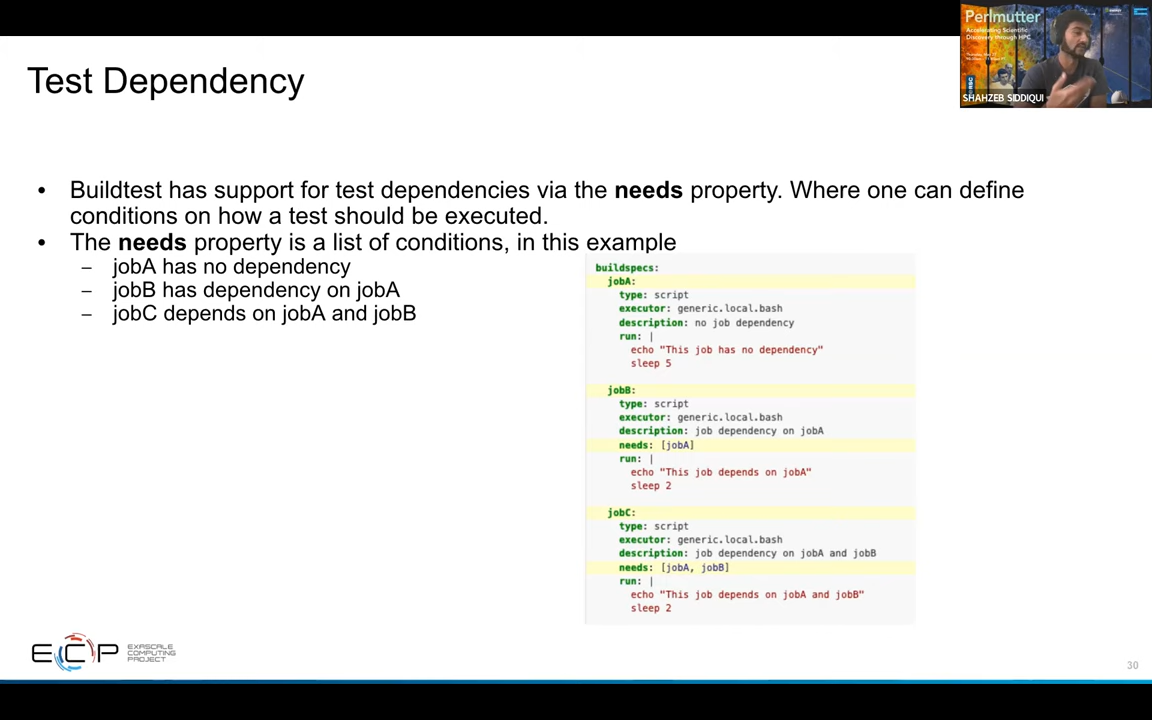 Perlmutter
Accelerating Scientific
Discovery through HPC
SHAHZEB SIDDIQUI
Test Dependency
• Buildtest has support for test dependencies via the needs property. Where one can define
conditions on how a test should be executed.
• The needs property is a list of conditions, in this example
– jobA has no dependency
– jobB has dependency on jobA
– jobC depends on jobA and jobB
buildspecs:
jobA:
type: script
executor: generic.local.bash
description: no job dependency
run: |
echo "This job has no dependency"
sleep 5
jobB:
type: script
executor: generic.local.bash
description: job dependency on jobA
needs: [jobA]
run: |
echo "This job depends on jobA"
sleep 2
jobC:
type: script
executor: generic.local.bash
description: job dependency on jobA and jobB
needs: [jobA, jobB]
run: |
echo "This job depends on jobA and jobB"
sleep 2
ECP
EXASCALE
COMPUTING
PROJECT
30